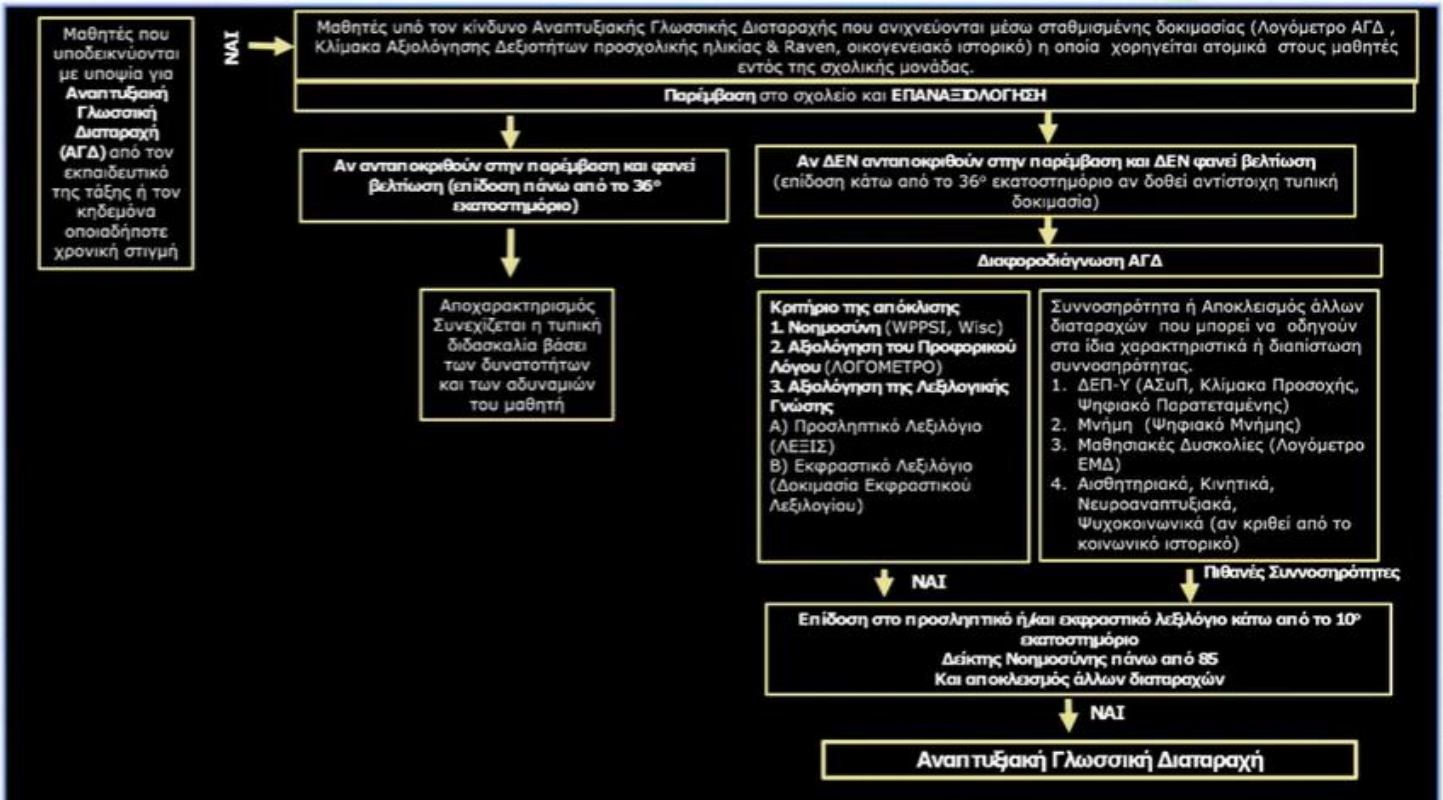 Μαθητές που
υποδεικνύονται
με υποψία για
Αναπτυξιακή
Γλωσσική
Διαταραχή
(ΑΓΔ) από τον
εκπαιδευτικό
της τάξης ή τον
κηδεμόνα
οποιαδήποτε
χρονική στιγμή
ΝΑΙ
Μαθητές υπό τον κίνδυνο Αναπτυξιακής Γλωσσικής Διαταραχής που ανιχνεύονται μέσω σταθμισμένης δοκιμασίας (Λογόμετρο ΑΓΔ ,
Κλίμακα Αξιολόγησης Δεξιοτήτων προσχολικής ηλικίας & Raven, οικογενειακό ιστορικό) η οποία χορηγείται ατομικά στους μαθητές
εντός της σχολικής μονάδας.
Παρέμβαση στο σχολείο και ΕΠΑΝΑΞΙΟΛΟΓΗΣΗ
Αν ανταποκριθούν στην παρέμβαση και φανεί
βελτίωση (επίδοση πάνω από το 36ο
εκατοστημόριο)
Αποχαρακτηρισμός
Συνεχίζεται η τυπική
διδασκαλία βάσει
των δυνατοτήτων
και των αδυναμιών
του μαθητή
Αν ΔΕΝ ανταποκριθούν στην παρέμβαση και ΔΕΝ φανεί βελτίωση
(επίδοση κάτω από το 36ο εκατοστημόριο αν δοθεί αντίστοιχη τυπική
δοκιμασία)
Διαφοροδιάγνωση ΑΓΔ
Κριτήριο της απόκλισης
1. Νοημοσύνη (WPPSI, Wisc)
2. Αξιολόγηση του Προφορικού
Λόγου (ΛΟΓΟΜΕΤΡΟ)
3. Αξιολόγηση της Λεξιλογικής
Γνώσης
Α) Προσληπτικό Λεξιλόγιο
(ΛΕΞΙΣ)
Β) Εκφραστικό Λεξιλόγιο
(Δοκιμασία Εκφραστικού
Λεξιλογίου)
Συννοσηρότητα ή Αποκλεισμός άλλων
διαταραχών που μπορεί να οδηγούν
στα ίδια χαρακτηριστικά ή διαπίστωση
συννοσηρότητας.
1. ΔΕΠ-Υ (ΑΣυΠ, Κλίμακα Προσοχής,
Ψηφιακό Παρατεταμένης)
2. Μνήμη (Ψηφιακό Μνήμης)
3. Μαθησιακές Δυσκολίες (Λογόμετρο
ΕΜΔ)
4. Αισθητηριακά, Κινητικά,
Νευροαναπτυξιακά,
Ψυχοκοινωνικά (αν κριθεί από το
κοινωνικό ιστορικό)
ΝΑΙ
Πιθανές Συννοσηρότητες
Επίδοση στο προσληπτικό ή/και εκφραστικό λεξιλόγιο κάτω από το 10ο
εκατοστημόριο
Δείκτης Νοημοσύνης πάνω από 85
Και αποκλεισμός άλλων διαταραχών
ΝΑΙ
Αναπτυξιακή Γλωσσική Διαταραχή